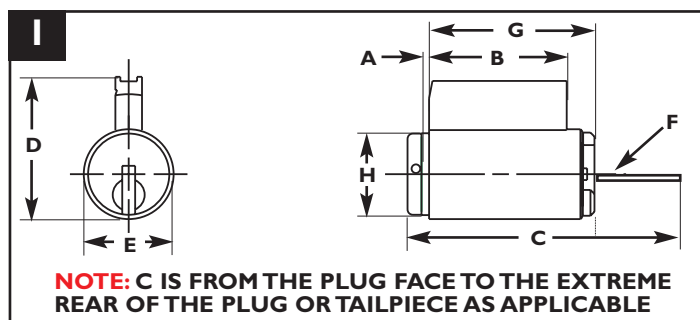 I
G
A
B
F
D
H
E
C
NOTE: C IS FROM THE PLUG FACE TO THE EXTREME
REAR OF THE PLUG OR TAILPIECE AS APPLICABLE